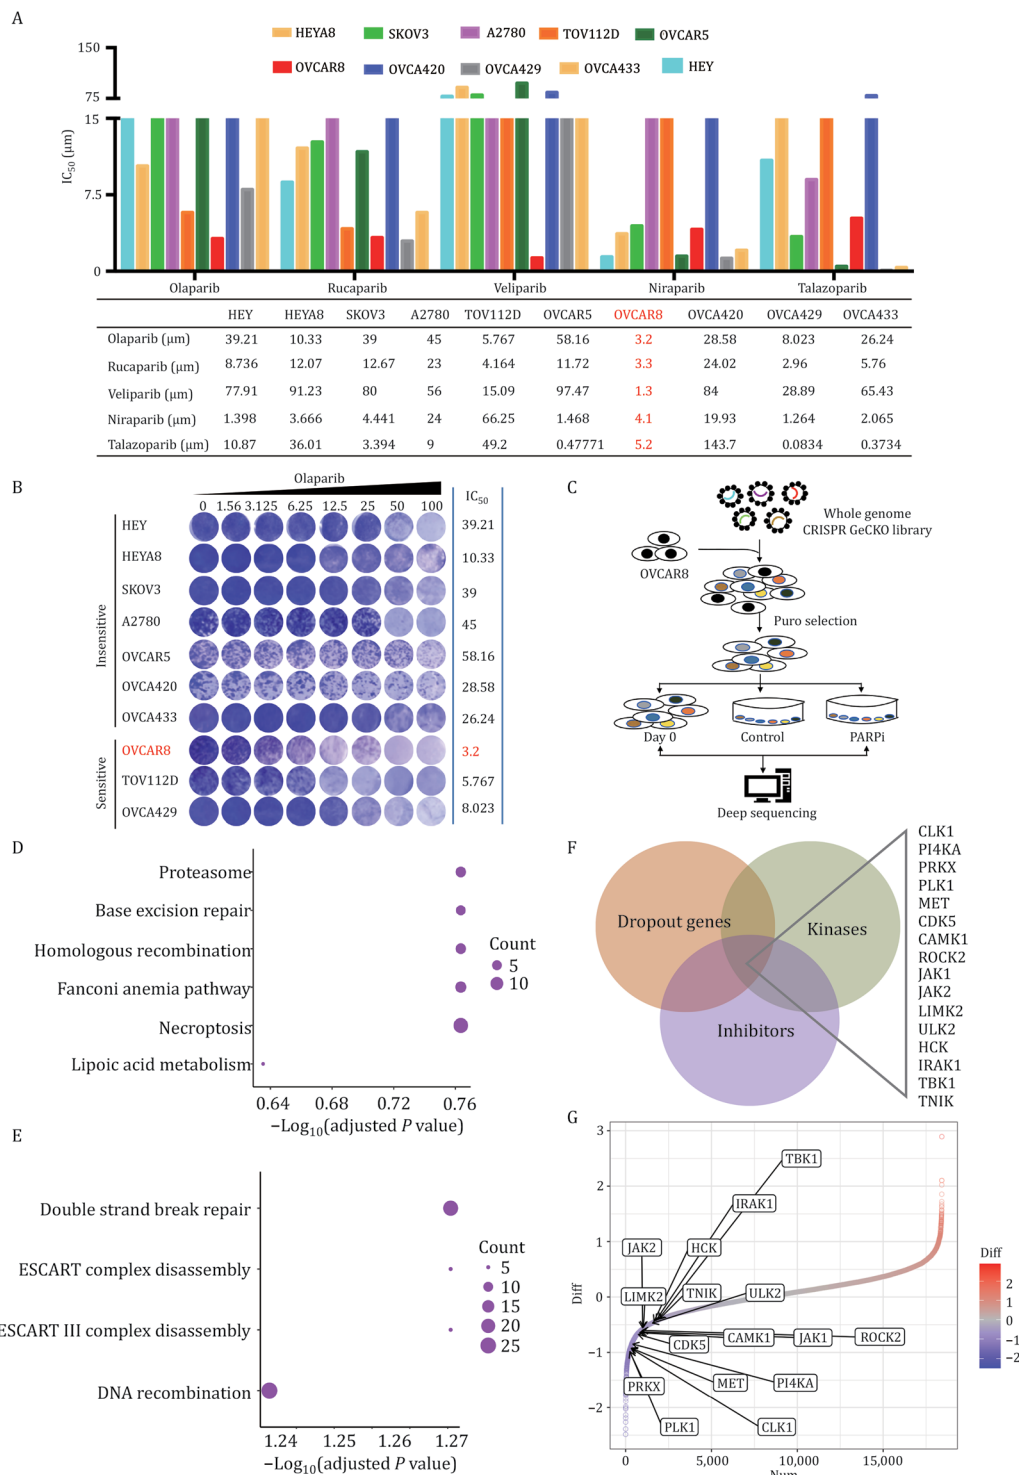 A
HEYA8 SKOV3 A2780 TOV112D OVCAR5
OVCAR8 OVCA420 OVCA429 OVCA433 HEY
150
75
15
7.5
0
IC50 (μm)
Olaparib Rucaparib Veliparib Niraparib Talazoparib
HEY HEYA8 SKOV3 A2780 TOV112D OVCAR5 OVCAR8 OVCA420 OVCA429 OVCA433
Olaparib (μm) 39.21 10.33 39 45 5.767 58.16 3.2 28.58 8.023 26.24
Rucaparib (μm) 8.736 12.07 12.67 23 4.164 11.72 3.3 24.02 2.96 5.76
Veliparib (μm) 77.91 91.23 80 56 15.09 97.47 1.3 84 28.89 65.43
Niraparib (μm) 1.398 3.666 4.441 24 66.25 1.468 4.1 19.93 1.264 2.065
Talazoparib (μm) 10.87 36.01 3.394 9 49.2 0.47771 5.2 143.7 0.0834 0.3734
B
Olaparib
IC50
0 1.56 3.125 6.25 12.5 25 50 100
Insensitive
HEY 39.21
HEYA8 10.33
SKOV3 39
A2780 45
OVCAR5 58.16
OVCA420 28.58
OVCA433 26.24
Sensitive
OVCAR8 3.2
TOV112D 5.767
OVCA429 8.023
C
Whole genome
CRISPR GeCKO library
OVCAR8
Puro selection
Day 0 Control PARPi
Deep sequencing
D
Proteasome
Base excision repair
Homologous recombination
Fanconi anemia pathway
Necroptosis
Lipoic acid metabolism
Count
5
10
0.64 0.68 0.72 0.76
−Log10(adjusted P value)
E
Double strand break repair
ESCART complex disassembly
ESCART III complex disassembly
DNA recombination
Count
5
10
15
20
25
1.24 1.25 1.26 1.27
−Log10(adjusted P value)
F
Dropout genes
Kinases
Inhibitors
CLK1
PI4KA
PRKX
PLK1
MET
CDK5
CAMK1
ROCK2
JAK1
JAK2
LIMK2
ULK2
HCK
IRAK1
TBK1
TNIK
G
3
2
1
0
−1
−2
Diff
TBK1
IRAK1
JAK2 HCK
LIMK2 TNIK ULK2
CDK5 CAMK1 JAK1 ROCK2
PRKX MET PI4KA
PLK1 CLK1
0 5,000 10,000 15,000
Num
Diff
2
1
0
−1
−2